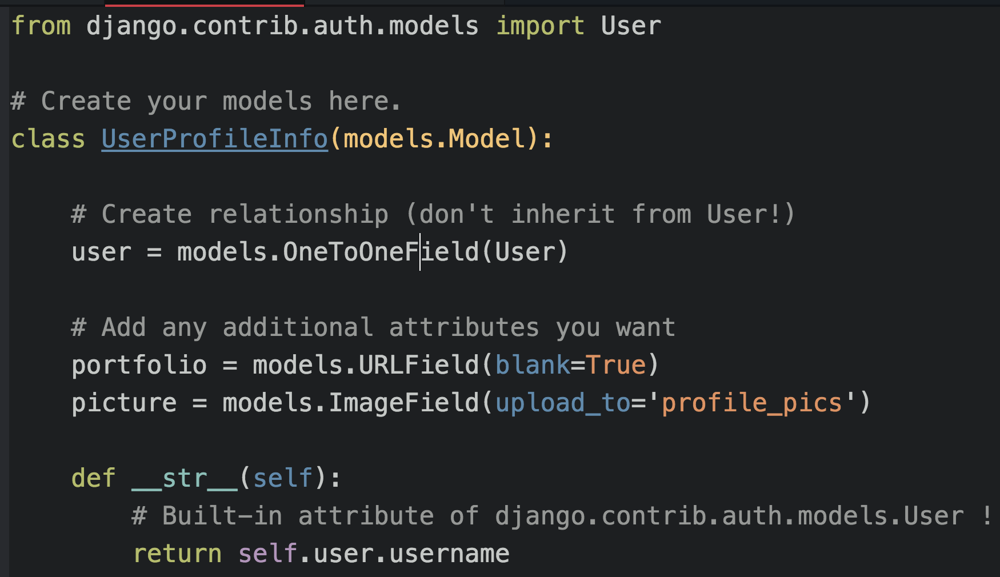 from django.contrib.auth.models import User
# Create your models here.
class UserProfileInfo(models.Model):
# Create relationship (don't inherit from User!)
user = models.OneToOneField(User)
# Add any additional attributes you want
portfolio = models.URLField(blank=True)
picture = models.ImageField(upload_to='profile_pics')
def __str__(self):
# Built-in attribute of django.contrib.auth.models.User !
return self.user.username